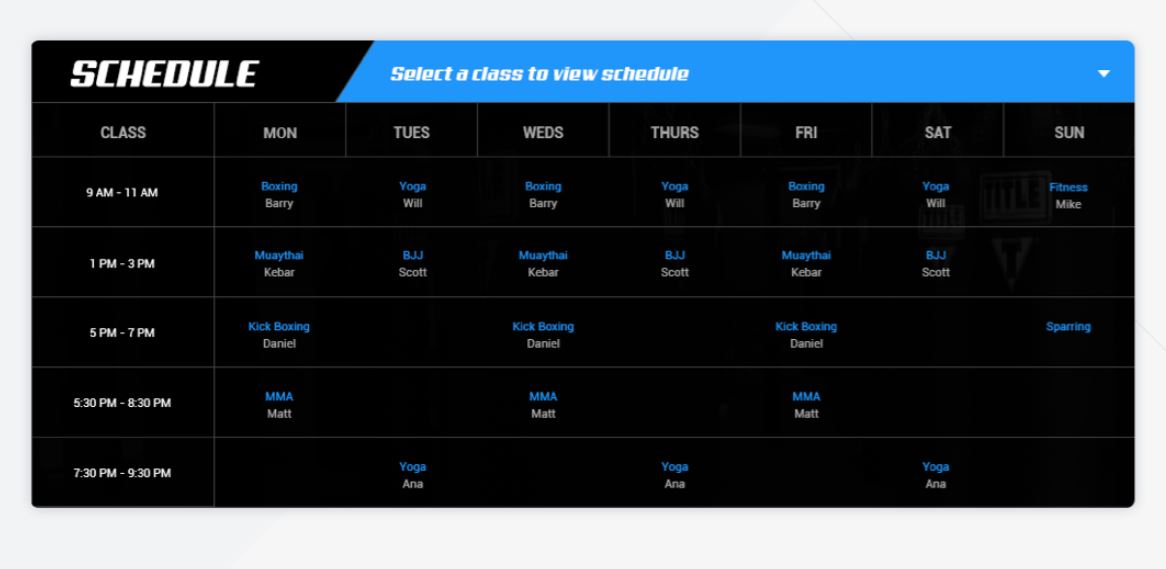 SCHEDULE
Select a class to view schedule
CLASS MON TUES WEDS THURS FRI SAT SUN
9 AM - 11 AM Boxing Yoga Boxing Yoga Boxing Yoga Fitness
Barry Will Barry Will Barry Will Mike
1 PM - 3 PM Muaythai BJJ Muaythai BJJ Muaythai BJJ
Kebar Scott Kebar Scott Kebar Scott
5 PM - 7 PM Kick Boxing Kick Boxing Kick Boxing Sparring
Daniel Daniel Daniel
5:30 PM - 8:30 PM MMA MMA MMA
Matt Matt Matt
7:30 PM - 9:30 PM Yoga Yoga Yoga
Ana Ana Ana
TITLE
TITLE
T